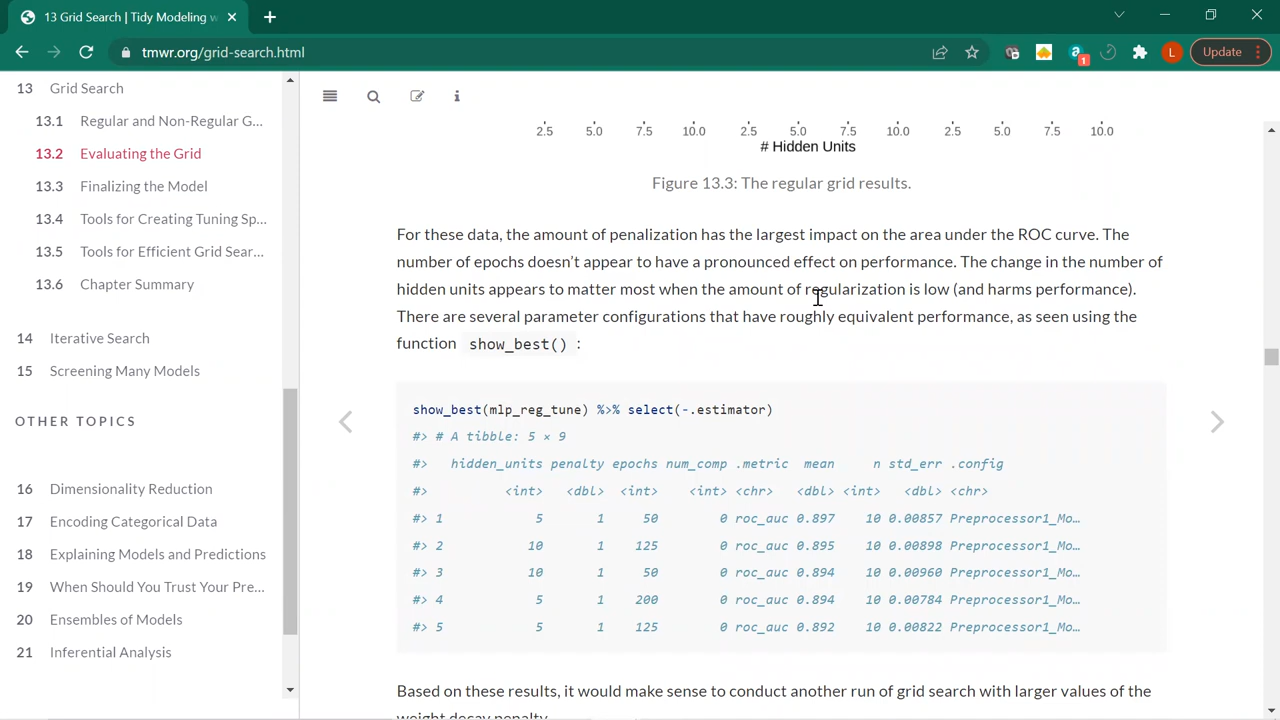 13 Grid Search | Tidy Modeling w
tmwr.org/grid-search.html
1
L
Update
13 Grid Search
13.1 Regular and Non-Regular G...
13.2 Evaluating the Grid
13.3 Finalizing the Model
13.4 Tools for Creating Tuning Sp...
13.5 Tools for Efficient Grid Sear...
13.6 Chapter Summary
14 Iterative Search
15 Screening Many Models
OTHER TOPICS
16 Dimensionality Reduction
17 Encoding Categorical Data
18 Explaining Models and Predictions
19 When Should You Trust Your Pre...
20 Ensembles of Models
21 Inferential Analysis
2.5 5.0 7.5 10.0 2.5 5.0 7.5 10.0 2.5 5.0 7.5 10.0
# Hidden Units
Figure 13.3: The regular grid results.
For these data, the amount of penalization has the largest impact on the area under the ROC curve. The
number of epochs doesn't appear to have a pronounced effect on performance. The change in the number of
hidden units appears to matter most when the amount of regularization is low (and harms performance).
There are several parameter configurations that have roughly equivalent performance, as seen using the
function show_best() :
show_best(mlp_reg_tune) %>% select(-.estimator)
#> # A tibble: 5 × 9
#> hidden_units penalty epochs num_comp .metric mean n std_err .config
#> <int> <dbl> <int> <int> <chr> <dbl> <int> <dbl> <chr>
#> 1 5 1 50 0 roc_auc 0.897 10 0.00857 Preprocessor1_Mo…
#> 2 10 1 125 0 roc_auc 0.895 10 0.00898 Preprocessor1_Mo…
#> 3 10 1 50 0 roc_auc 0.894 10 0.00960 Preprocessor1_Mo…
#> 4 5 1 200 0 roc_auc 0.894 10 0.00784 Preprocessor1_Mo…
#> 5 5 1 125 0 roc_auc 0.892 10 0.00822 Preprocessor1_Mo…
Based on these results, it would make sense to conduct another run of grid search with larger values of the
weight decay penalty.